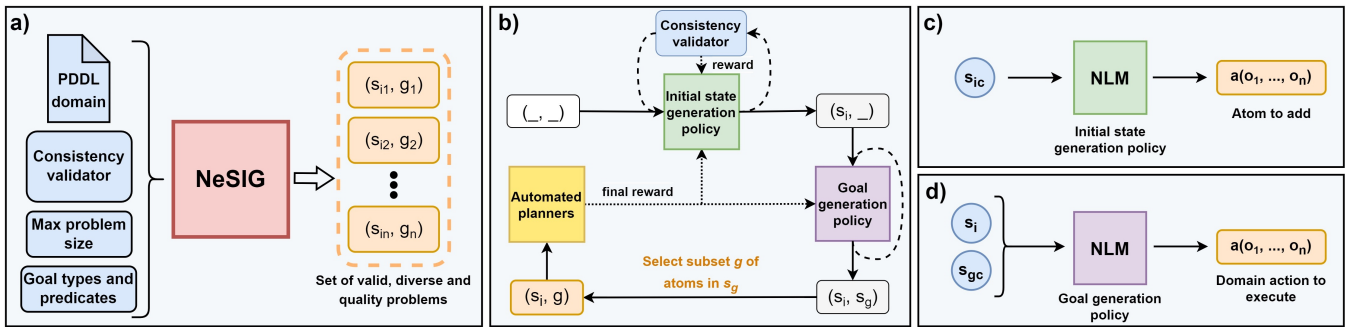 a)
PDDL
domain
Consistency
validator
Max problem
size
Goal types and
predicates
NeSIG
(si1, g1)
(si2, g2)
(sin, gn)
Set of valid, diverse and
quality problems
b)
Consistency
validator
reward
(_, _)
Initial state
generation
policy
(si, _)
Automated
planners
final reward
Goal
generation
policy
Select subset g of
atoms in sg
(si, g)
(si, sg)
c)
sic
NLM
a(o1, ..., on)
Initial state
generation policy
Atom to add
d)
si
sgc
NLM
a(o1, ..., on)
Goal generation
policy
Domain action to
execute